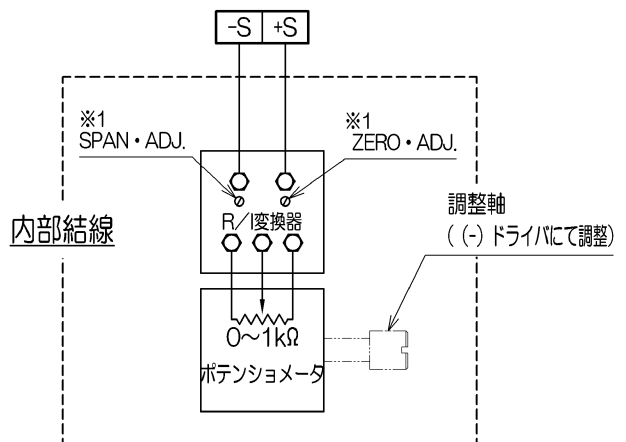 -S +S
※1
SPAN・ADJ.
※1
ZERO・ADJ.
R/I変換器
内部結線
調整軸
((-)ドライバにて調整)
0～1kΩ
ポテンショメータ